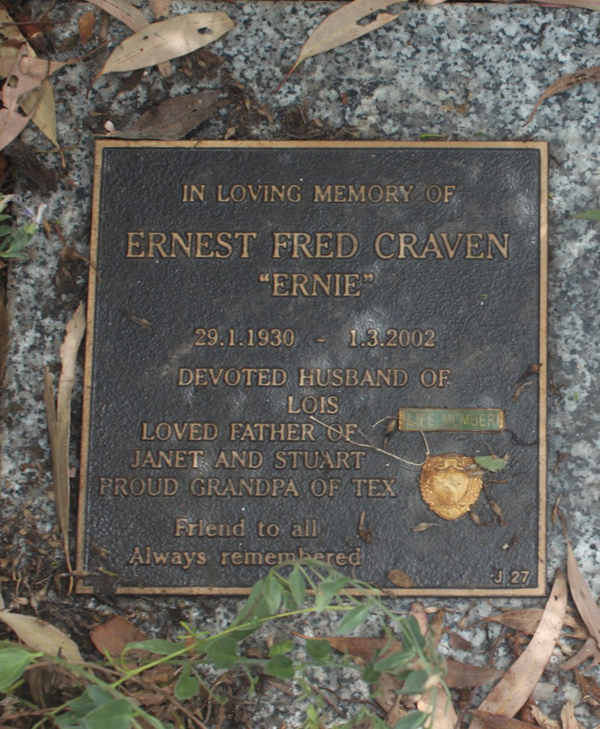 IN LOVING MEMORY OF
ERNEST FRED CRAVEN
"ERNIE"
29.1.1930 - 1.3.2002
DEVOTED HUSBAND OF
LOIS
LOVED FATHER OF
JANET AND STUART
PROUD GRANDPA OF TEX
LIFE MEMBER
Friend to all
Always remembered
J 27